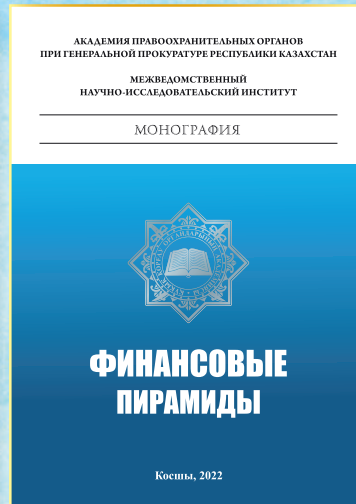 АКАДЕМИЯ ПРАВООХРАНИТЕЛЬНЫХ ОРГАНОВ
ПРИ ГЕНЕРАЛЬНОЙ ПРОКУРАТУРЕ РЕСПУБЛИКИ КАЗАХСТАН
МЕЖВЕДОМСТВЕННЫЙ
НАУЧНО-ИССЛЕДОВАТЕЛЬСКИЙ ИНСТИТУТ
МОНОГРАФИЯ
ФИНАНСОВЫЕ
ПИРАМИДЫ
Косшы, 2022